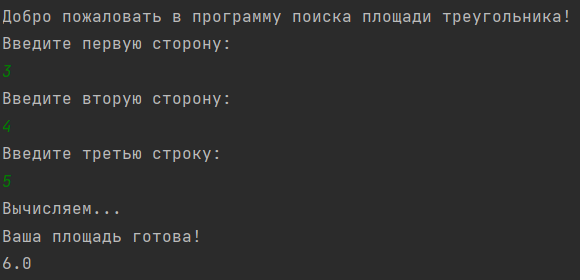 Добро пожаловать в программу поиска площади треугольника!
Введите первую сторону:
3
Введите вторую сторону:
4
Введите третью строку:
5
Вычисляем...
Ваша площадь готова!
6.0